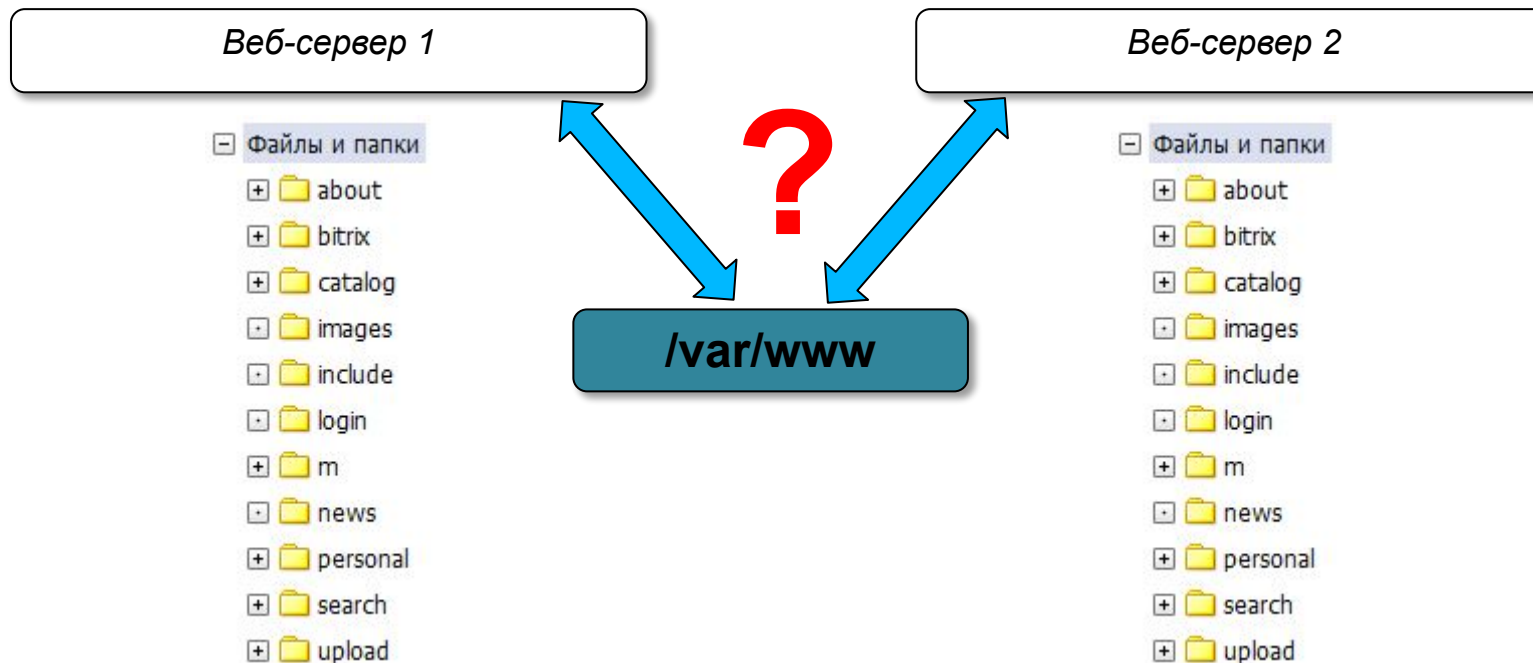 Веб-сервер 1
Веб-сервер 2
?
/var/www
Файлы и папки
about
bitrix
catalog
images
include
login
m
news
personal
search
upload
Файлы и папки
about
bitrix
catalog
images
include
login
m
news
personal
search
upload